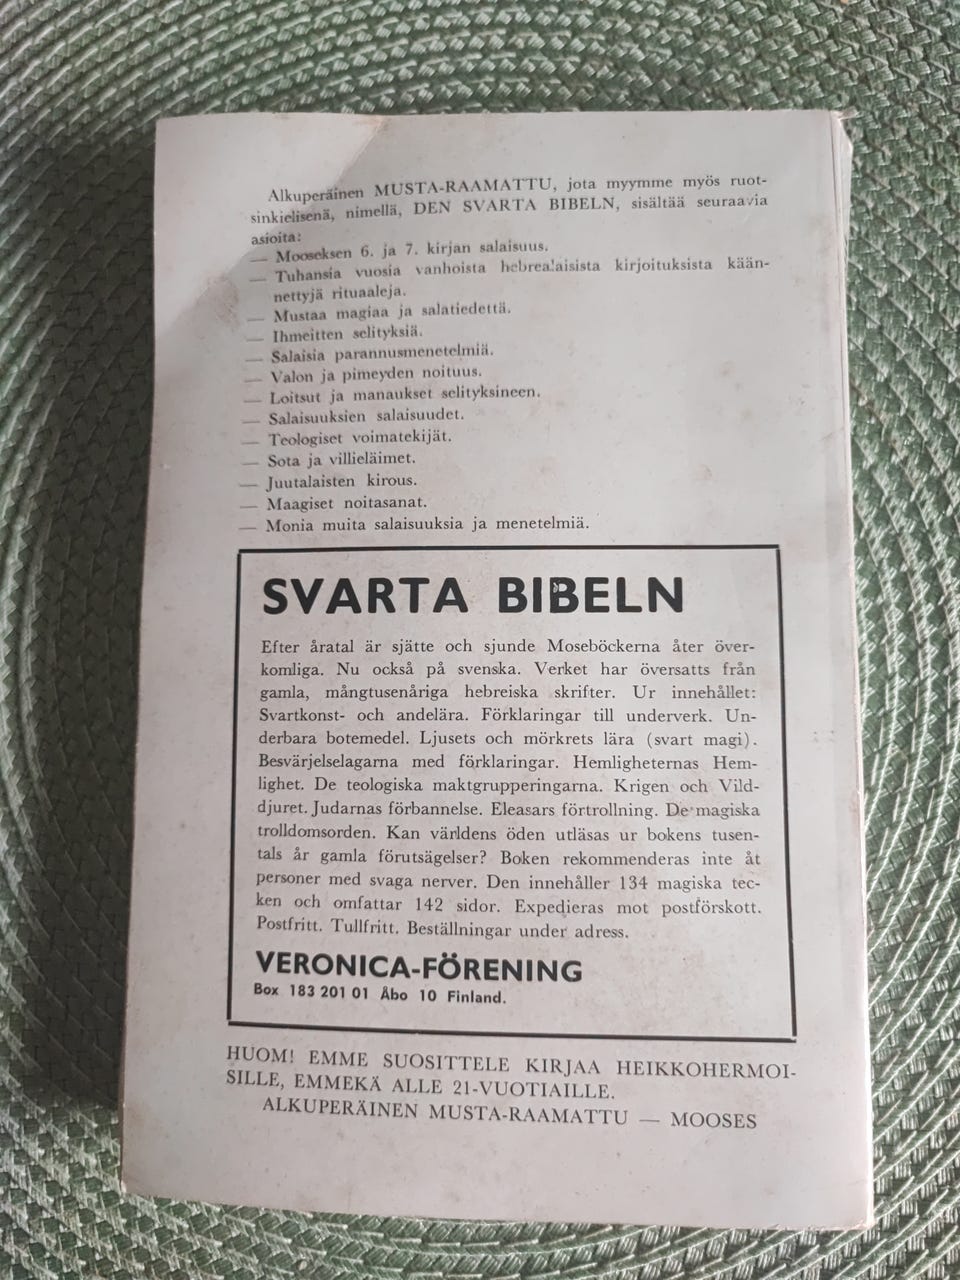 Alkuperäinen MUSTA-RAAMATTU, jota myymme myös ruot-
sinkielisenä, nimellä, DEN SVARTA BIBELN, sisältää seuraavia
asioita:
— Mooseksen 6. ja 7. kirjan salaisuus.
— Tuhansia vuosia vanhoista hebrealaisista kirjoituksista kään-
nettyjä rituaaleja.
— Mustaa magiaa ja salatiedettä.
— Ihmeitten selityksiä.
— Salaisia parannusmenetelmiä.
— Valon ja pimeyden noituus.
— Loitsut ja manaukset selityksineen.
— Salaisuuksien salaisuudet.
— Teologiset voimatekijät.
— Sota ja villieläimet.
— Juutalaisten kirous.
— Maagiset noitasanat.
— Monia muita salaisuuksia ja menetelmiä.
SVARTA BIBELN
Efter åratal är sjätte och sjunde Moseböckerna åter över-
komliga. Nu också på svenska. Verket har översatts från
gamla, mångtusenåriga hebreiska skrifter. Ur innehållet:
Svartkonst- och andelära. Förklaringar till underverk. Un-
derbara botemedel. Ljusets och mörkrets lära (svart magi).
Besvärjelselagarna med förklaringar. Hemligheternas Hem-
lighet. De teologiska maktgrupperingarna. Krigen och Vild-
djuret. Judarnas förbannelse. Eleasars förtrollning. De magiska
trolldomsorden. Kan världens öden utläsas ur bokens tusen-
tals år gamla förutsägelser? Boken rekommenderas inte åt
personer med svaga nerver. Den innehåller 134 magiska tec-
ken och omfattar 142 sidor. Expedieras mot postförskott.
Postfritt. Tullfritt. Beställningar under adress.
VERONICA-FÖRENING
Box 183 201 01 Åbo 10 Finland.
HUOM! EMME SUOSITTELE KIRJAA HEIKKOHERMOI-
SILLE, EMMEKÄ ALLE 21-VUOTIAILLE.
ALKUPERÄINEN MUSTA-RAAMATTU — MOOSES